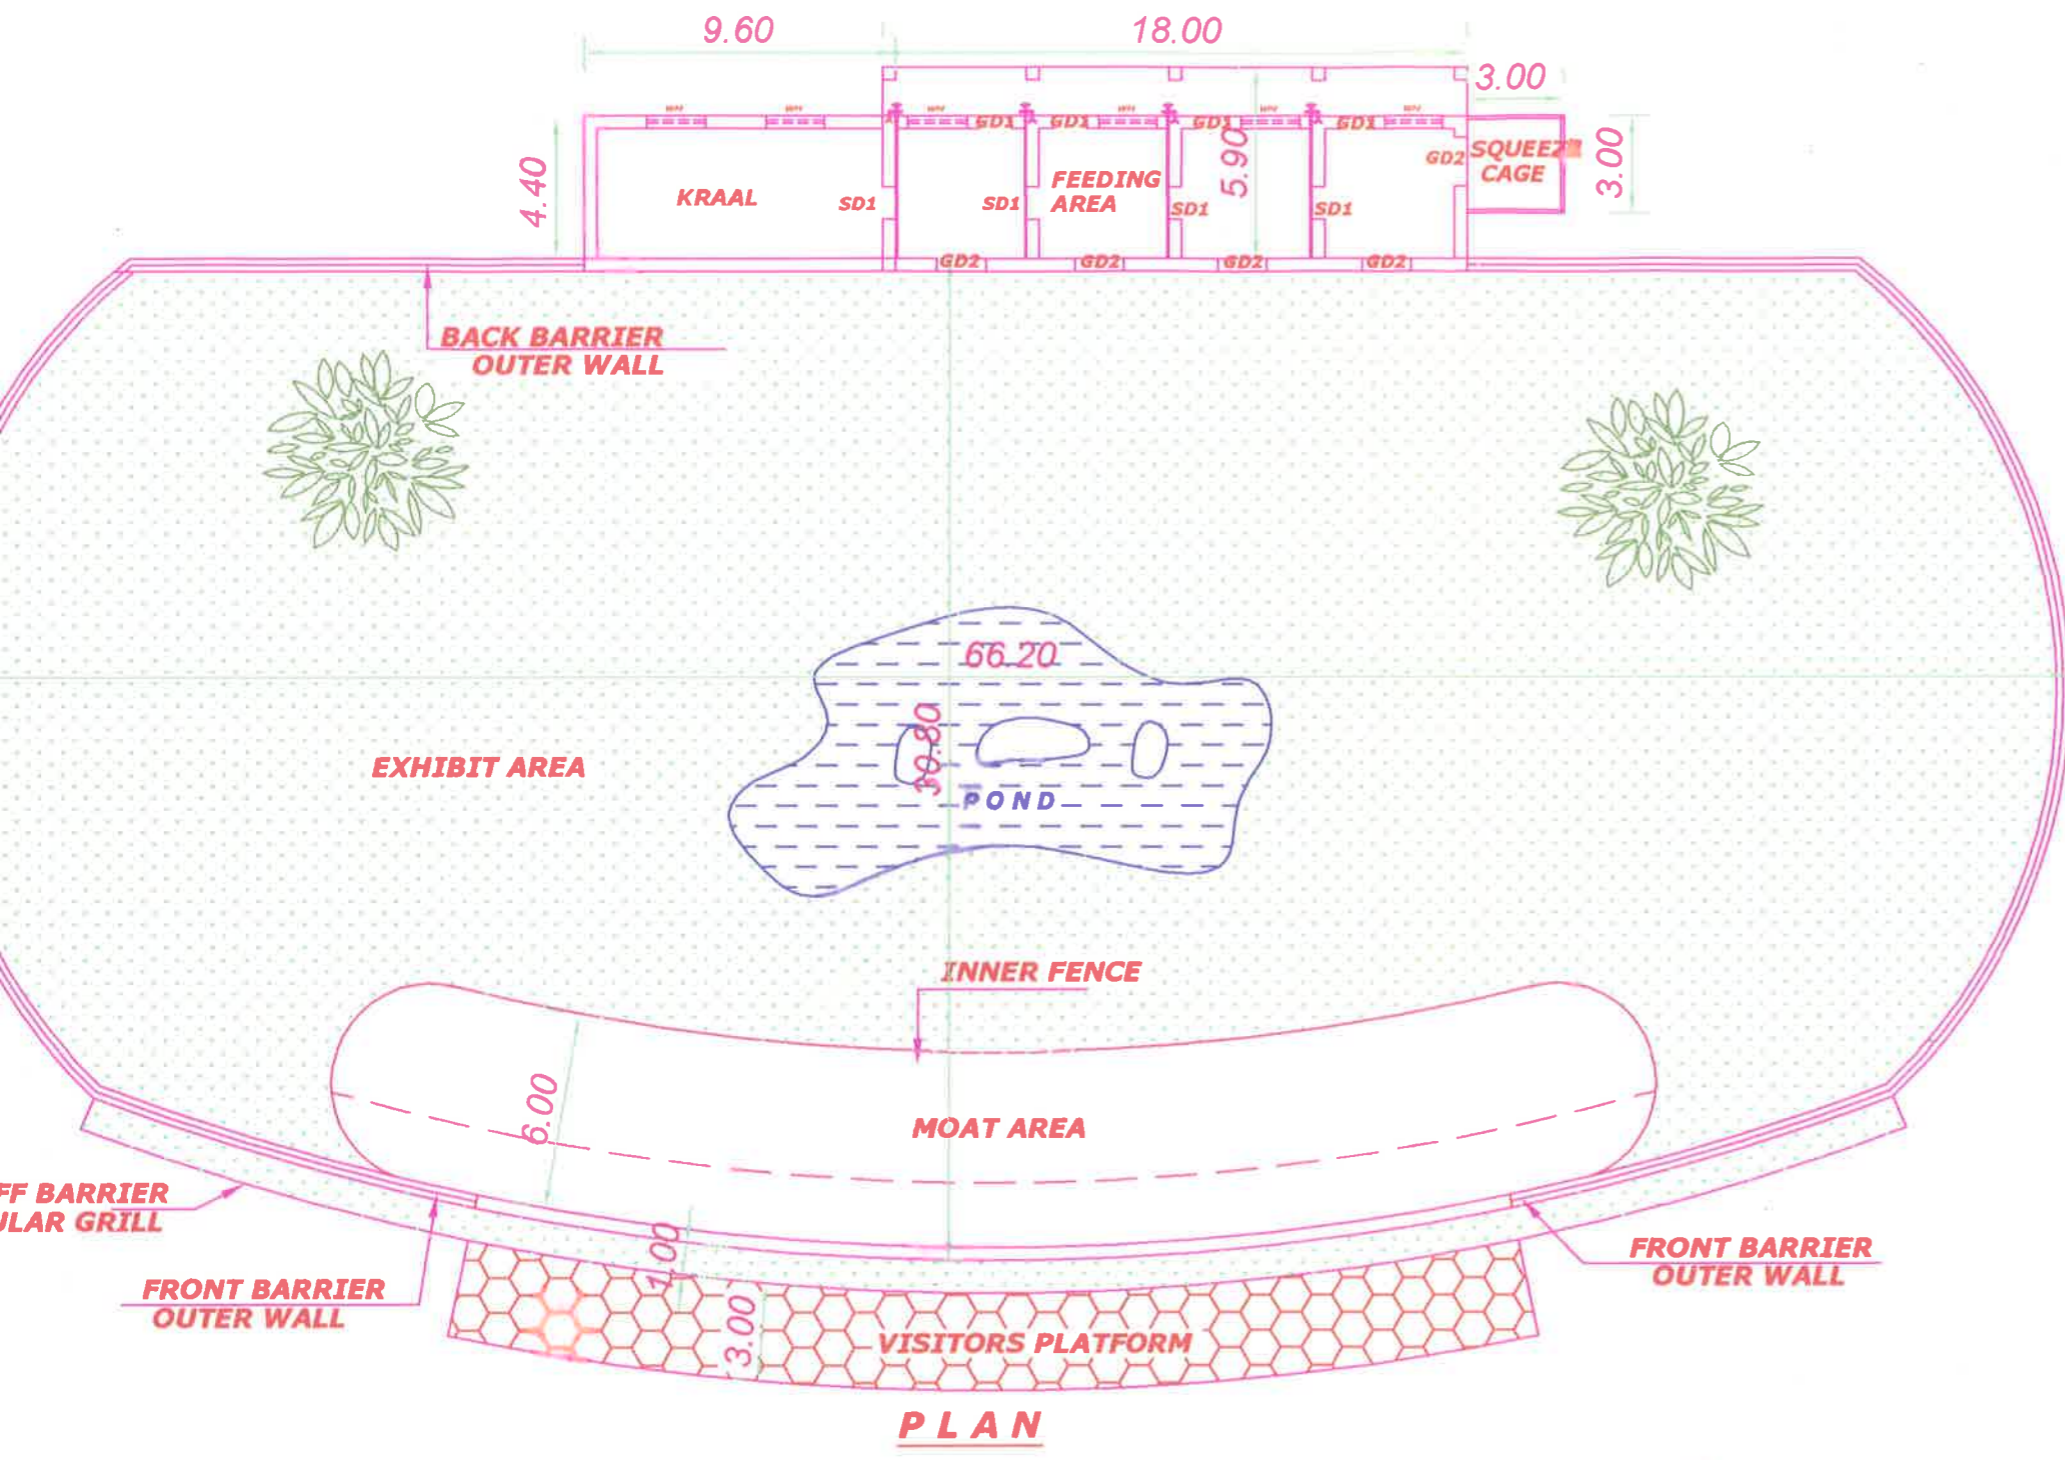 9.60
18.00
3.00
GD1
GD1
GD1
GD1
4.40
KRAAL
SD1
SD1
FEEDING
AREA
SD1
5.90
SD1
GD2
SQUEEZ
CAGE
3.00
GD2
GD2
GD2
GD2
BACK BARRIER
OUTER WALL
66.20
30.80
EXHIBIT AREA
POND
INNER FENCE
6.00
MOAT AREA
FF BARRIER
ULAR GRILL
1.00
FRONT BARRIER
OUTER WALL
FRONT BARRIER
OUTER WALL
3.00
VISITORS PLATFORM
PLAN